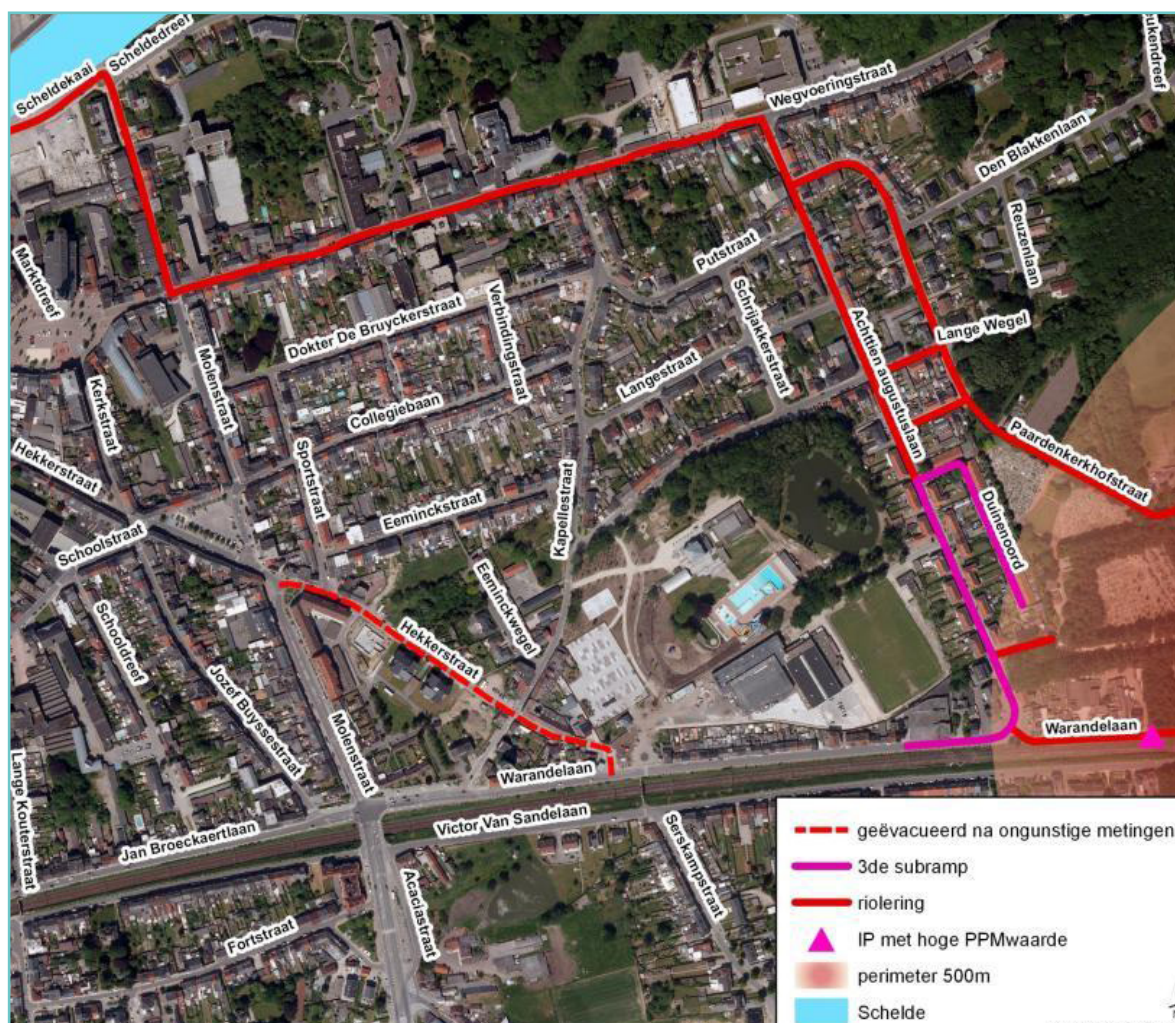 Scheldekaai
Scheldedreef
eukendreef
Wegvoeringstraat
Den Blakkenlaan
Reuzenlaan
Marktdreef
Putstraat
Dokter De Bruyckerstraat
Verbindingstraat
Schrijakkerstraat
Lange Wegel
Langestraat
Achttien augustuslaan
Molenstraat
Kerkstraat
Collegiebaan
Hekkerstraat
Sportstraat
Paardenkerkhofstraat
Eeminckstraat
Kapellestraat
Duinenoord
Schoolstraat
Eeminckwegel
Schooldreef
Hekkerstraat
Jozef Buyssestraat
Molenstraat
Warandelaan
Warandelaan
Lange Kouterstraat
Jan Broeckaertlaan
Victor Van Sandelaan
Serskampstraat
Acaciastraat
Fortstraat
geëvacueerd na ongunstige metingen
3de subramp
riolering
IP met hoge PPMwaarde
perimeter 500m
Schelde